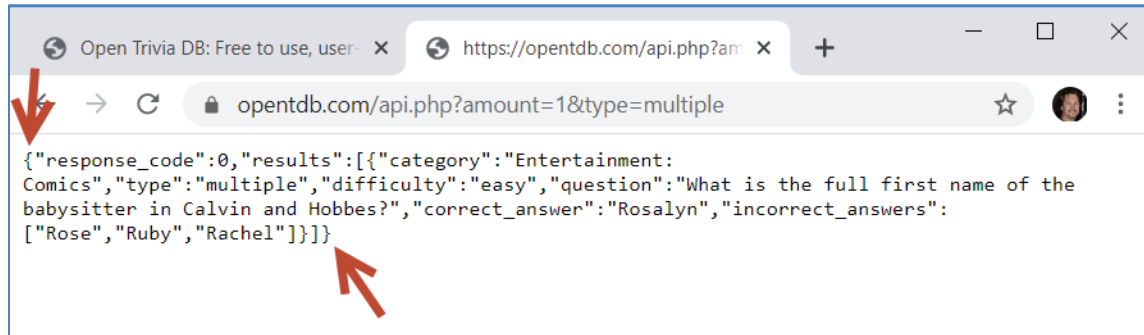 Open Trivia DB: Free to use, user-
https://opentdb.com/api.php?am
opentdb.com/api.php?amount=1&type=multiple
{"response_code":0,"results":[{"category":"Entertainment:
Comics","type":"multiple","difficulty":"easy","question":"What is the full first name of the
babysitter in Calvin and Hobbes?","correct_answer":"Rosalyn","incorrect_answers":
["Rose","Ruby","Rachel"]}]}